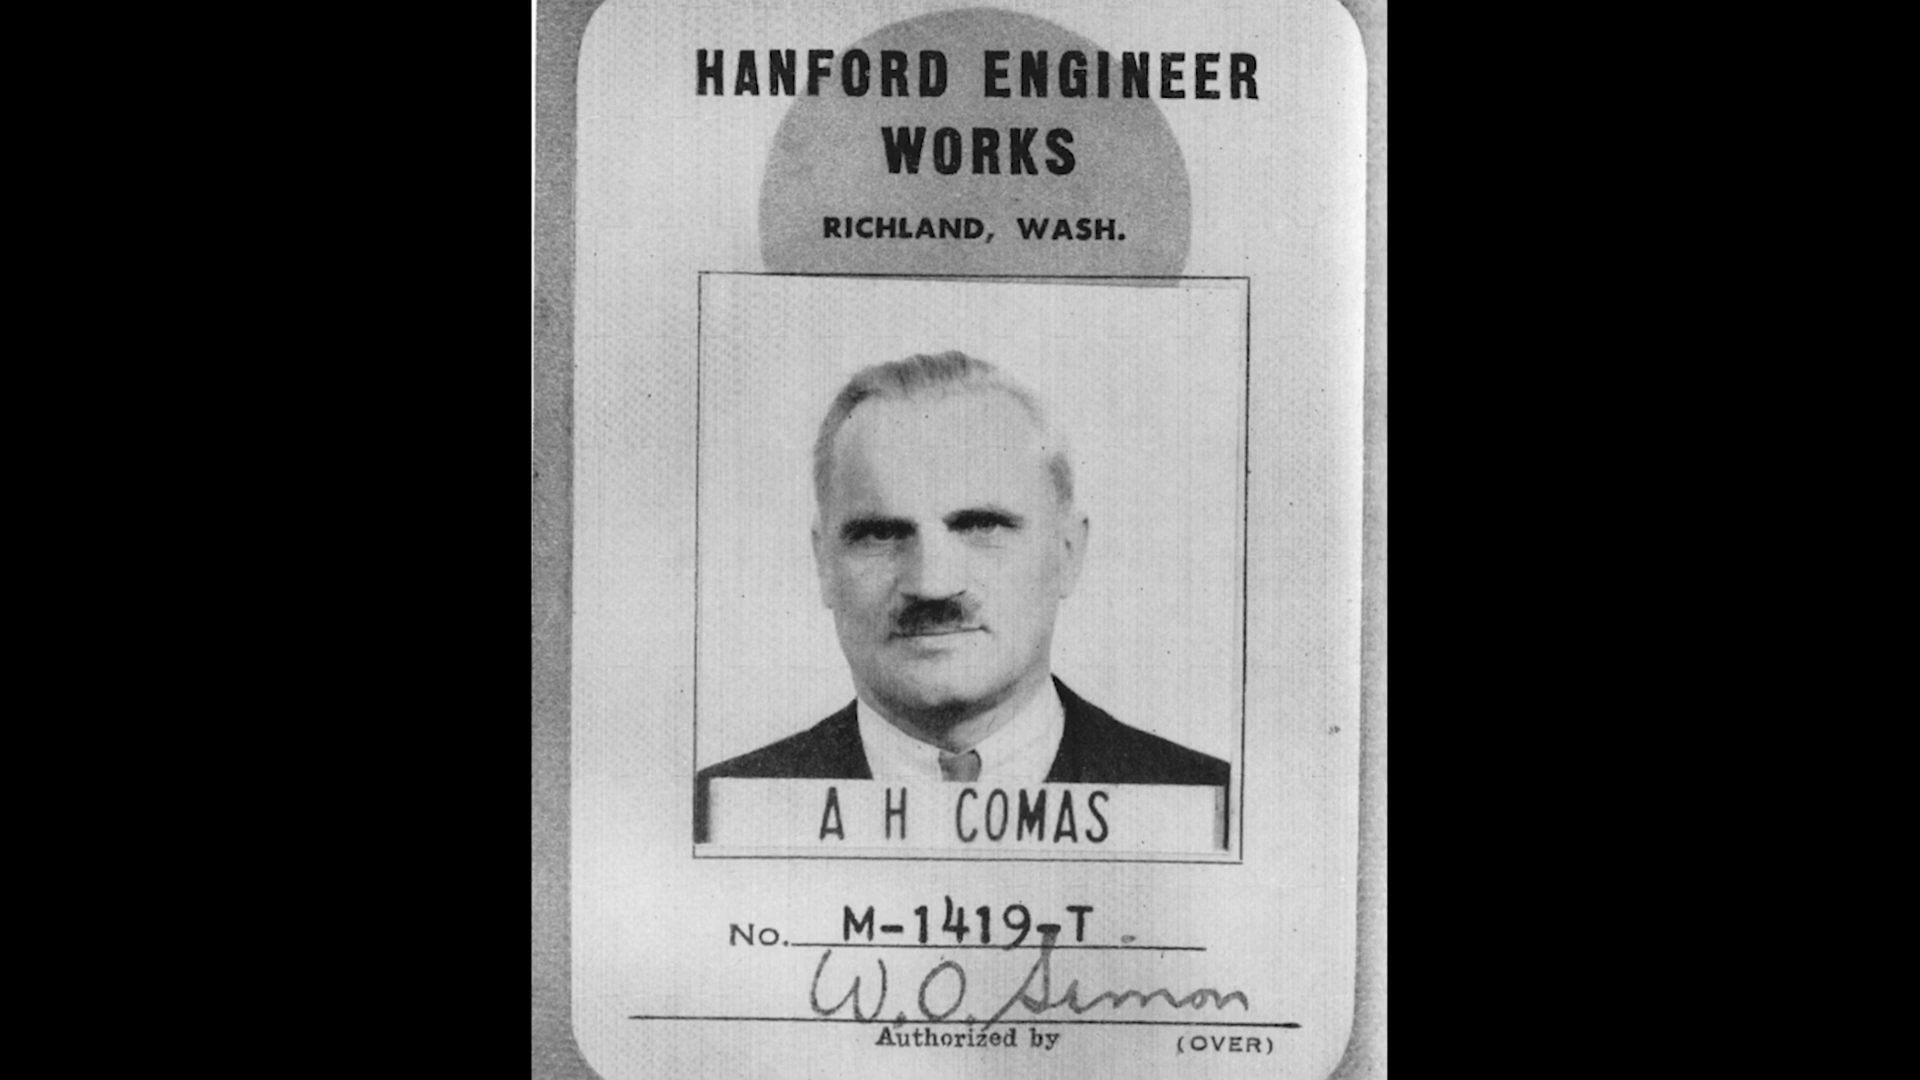 HANFORD ENGINEER
WORKS
RICHLAND, WASH.
A H COMAS
No. M-1419-T
W.O. Simon
Authorized by (OVER)